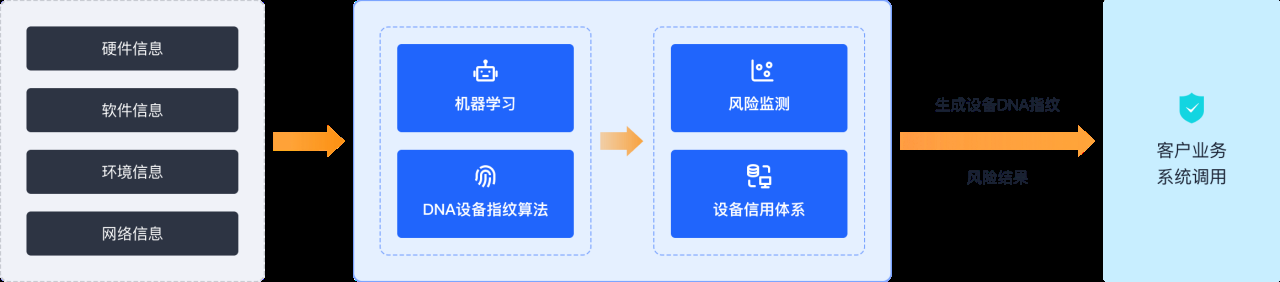 硬件信息
软件信息
环境信息
网络信息
机器学习
DNA设备指纹算法
风险监测
设备信用体系
生成设备DNA指纹
风险结果
客户业务
系统调用